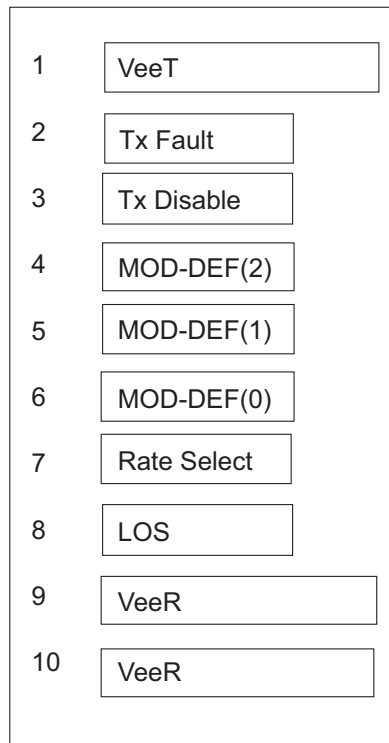 1 VeeT
2 Tx Fault
3 Tx Disable
4 MOD-DEF(2)
5 MOD-DEF(1)
6 MOD-DEF(0)
7 Rate Select
8 LOS
9 VeeR
10 VeeR